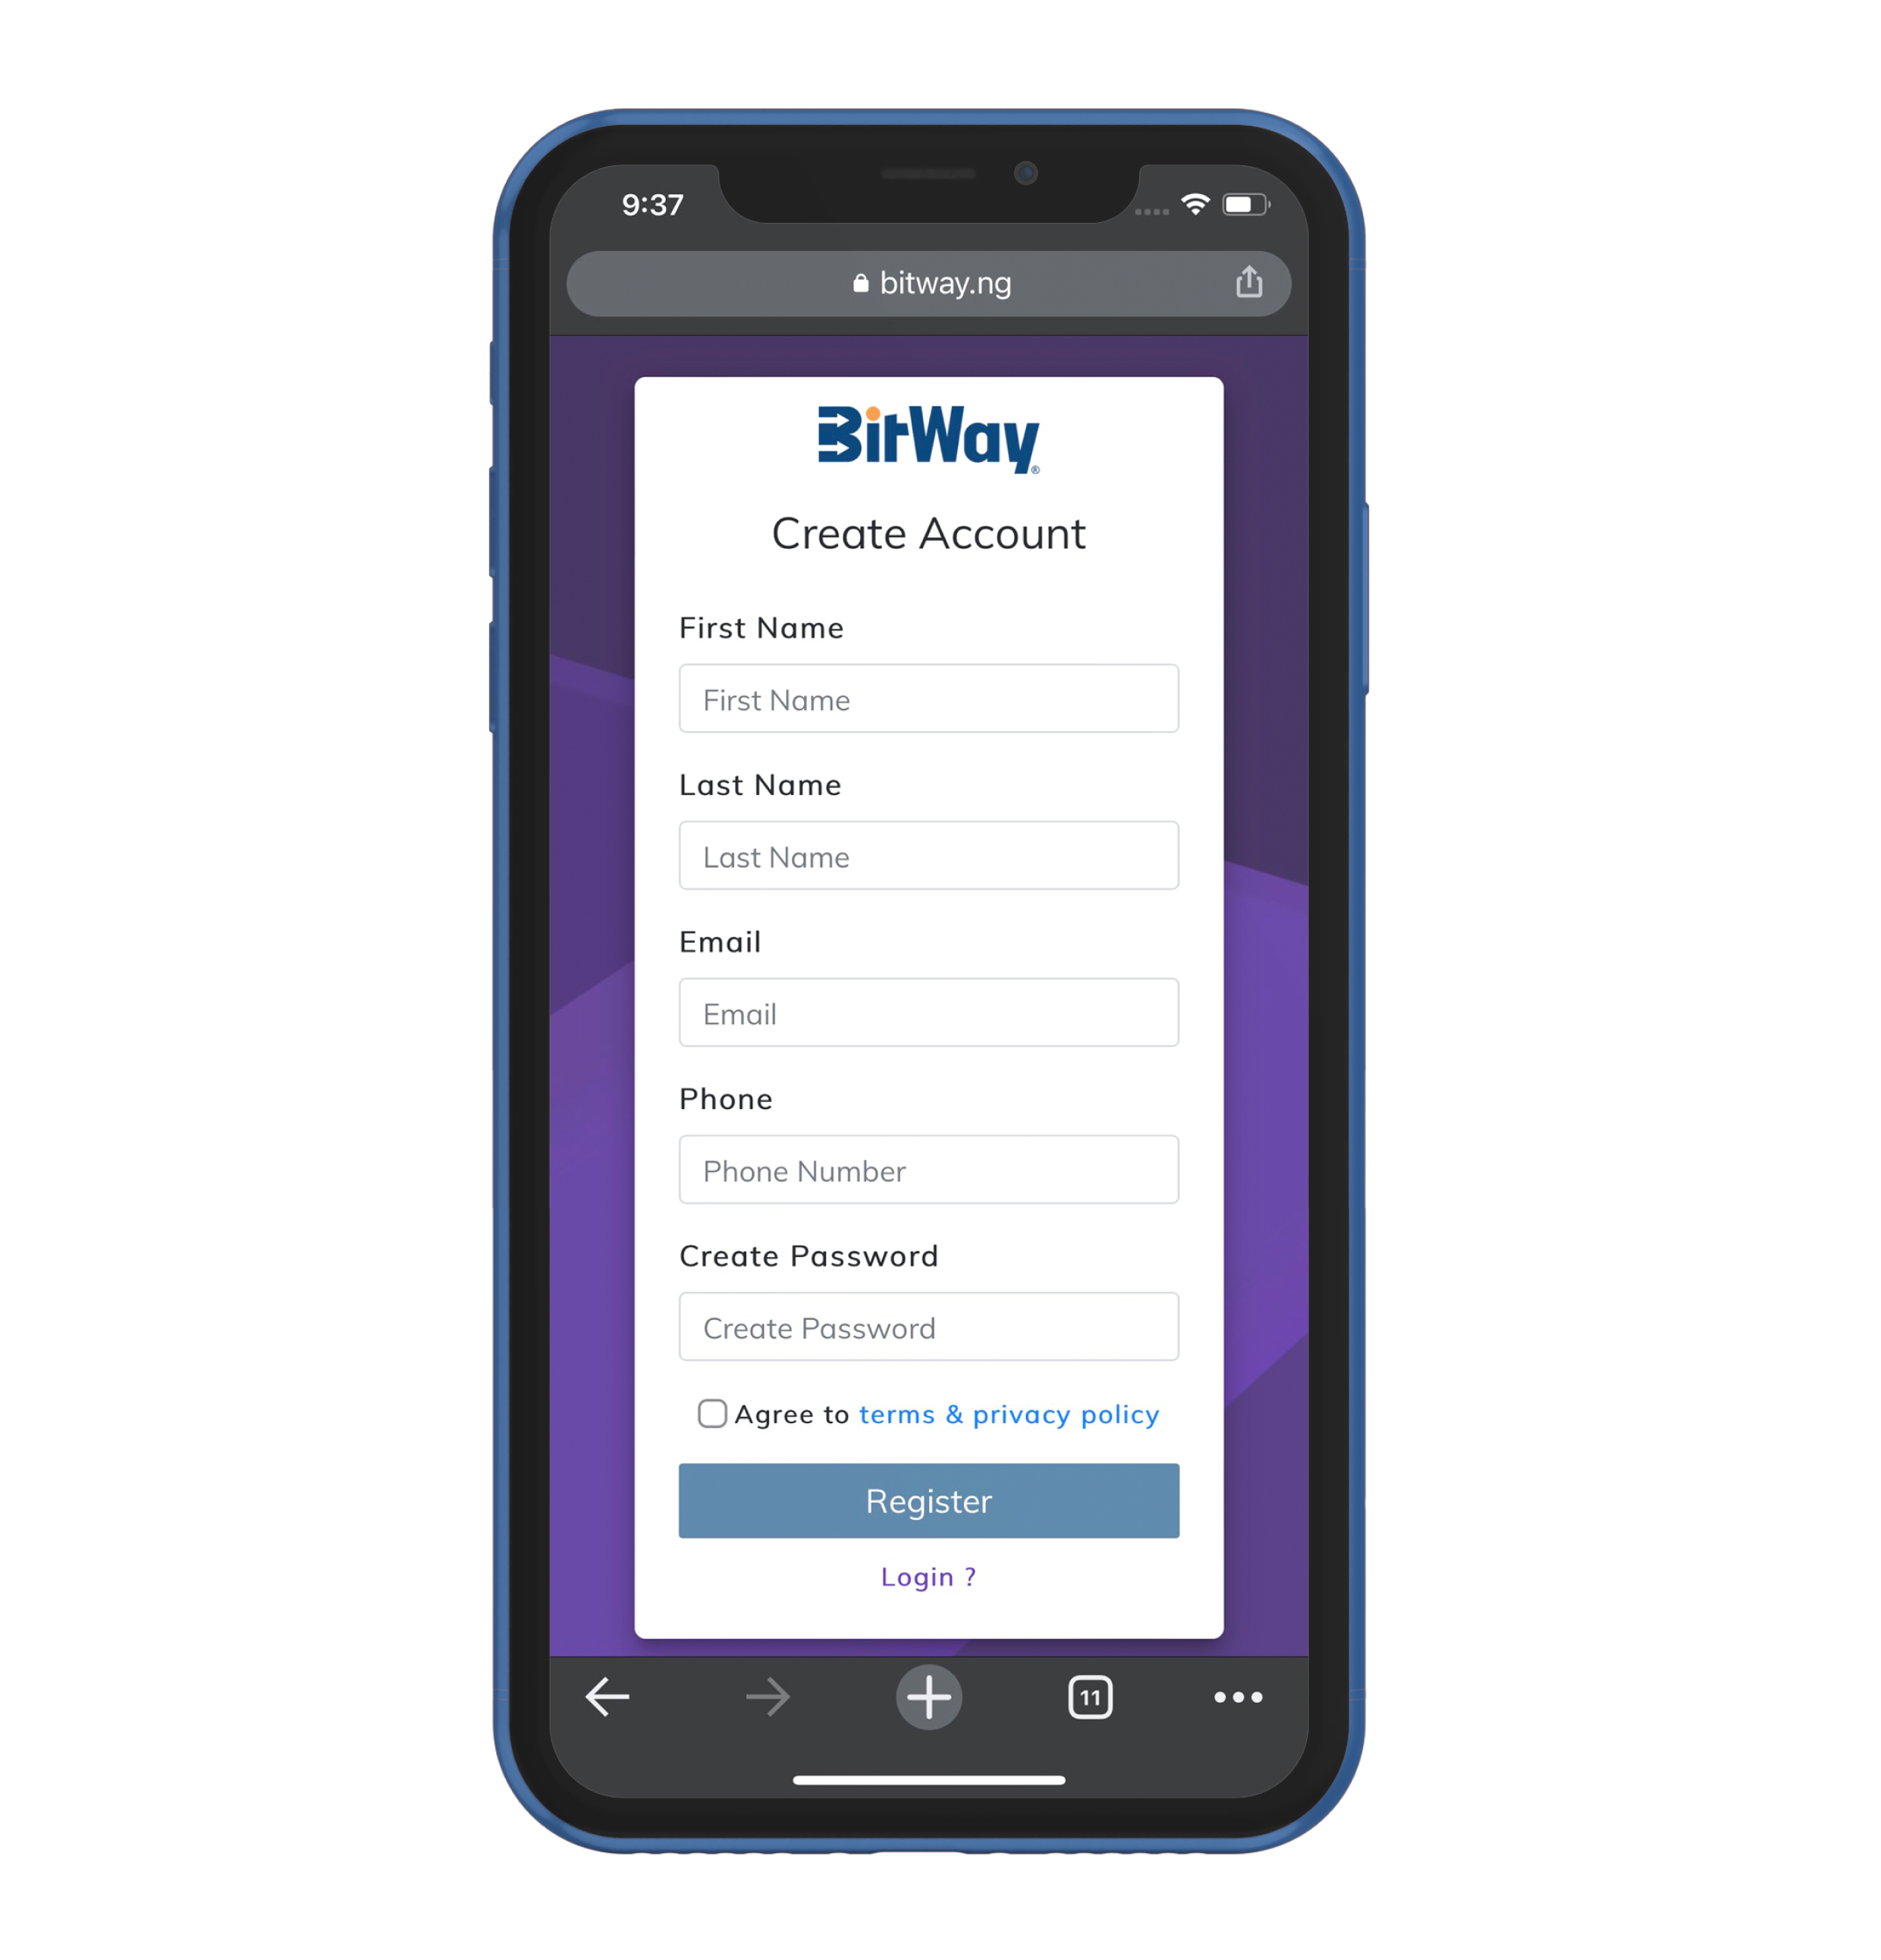 9:37
bitway.ng
BitWay®
Create Account
First Name
First Name
Last Name
Last Name
Email
Email
Phone
Phone Number
Create Password
Create Password
Agree to terms & privacy policy
Register
Login ?
11